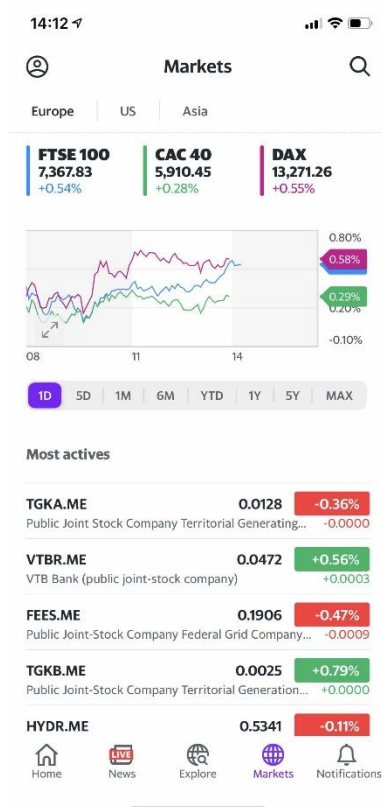 14:12
Markets
Europe US Asia
FTSE 100 CAC 40 DAX
7,367.83 5,910.45 13,271.26
+0.54% +0.28% +0.55%
0.80%
0.58%
0.29%
0.20%
-0.10%
08 11 14
1D 5D 1M 6M YTD 1Y 5Y MAX
Most actives
TGKA.ME 0.0128 -0.36%
Public Joint Stock Company Territorial Generating... -0.0000
VTBR.ME 0.0472 +0.56%
VTB Bank (public joint-stock company) +0.0003
FEES.ME 0.1906 -0.47%
Public Joint-Stock Company Federal Grid Company... -0.0009
TGKB.ME 0.0025 +0.79%
Public Joint-Stock Company Territorial Generation... +0.0000
HYDR.ME 0.5341 -0.11%
LIVE
Home News Explore Markets Notifications